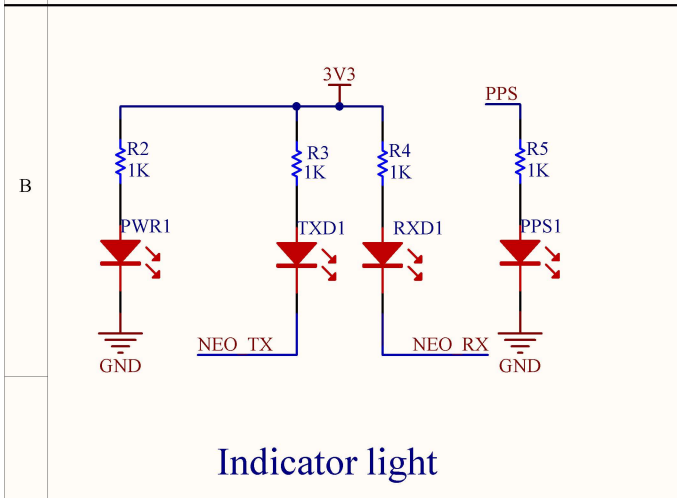 3V3
PPS
R2
1K
R3
1K
R4
1K
R5
1K
B
PWR1
TXD1
RXD1
PPS1
NEO_TX
NEO_RX
GND
GND
Indicator light